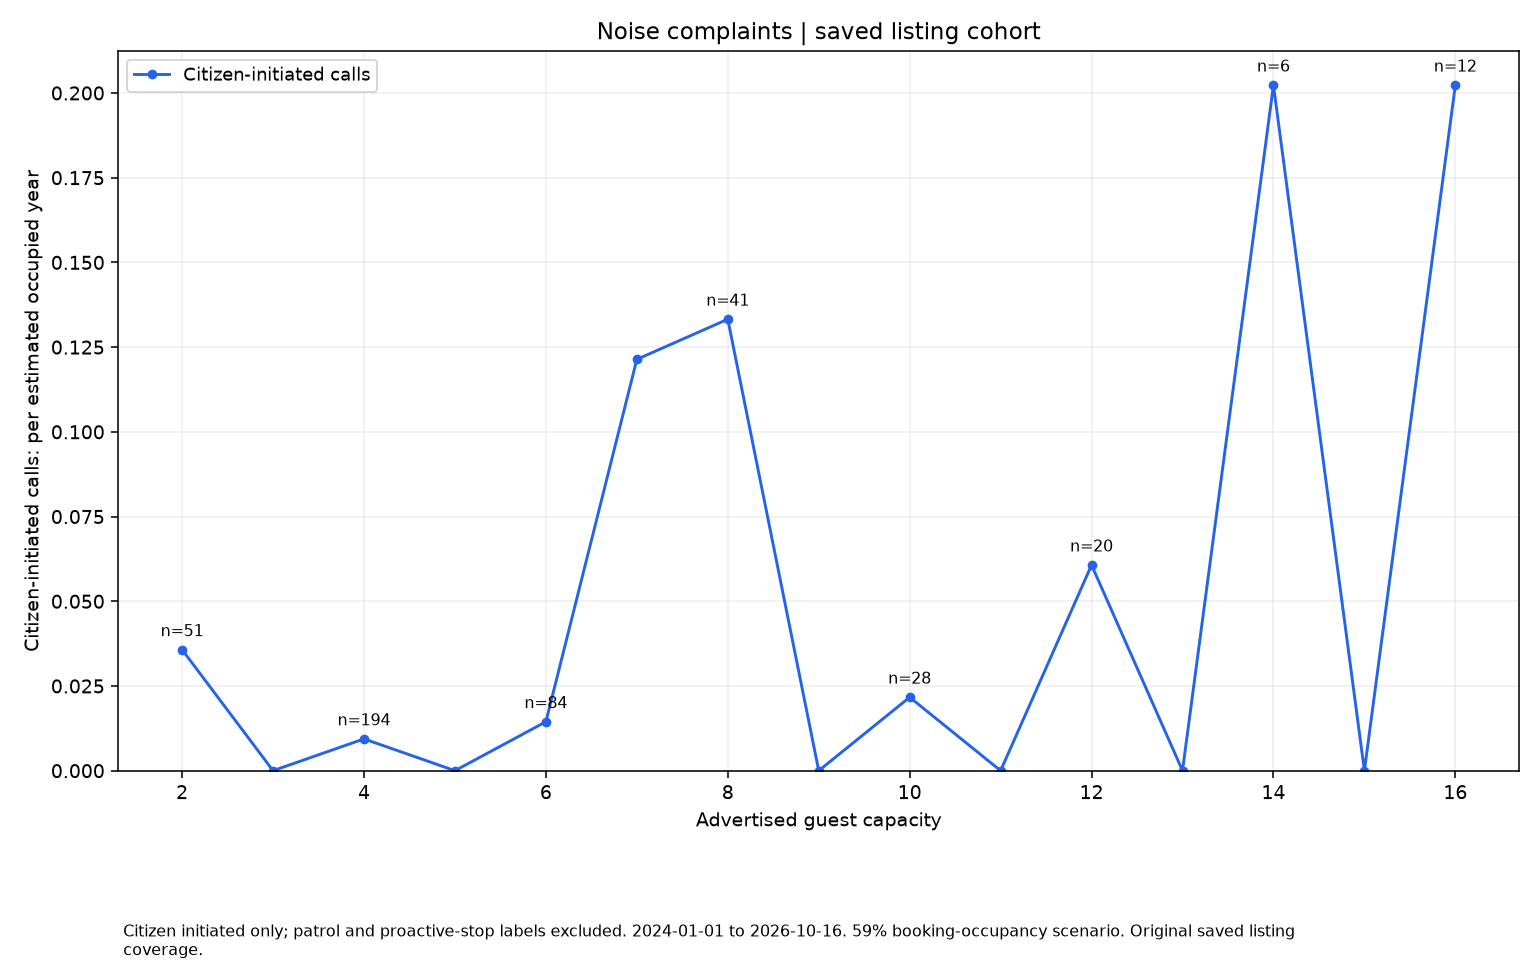 Noise complaints | saved listing cohort
Citizen-initiated calls
Citizen-initiated calls: per estimated occupied year
0.200
0.175
0.150
0.125
0.100
0.075
0.050
0.025
0.000
n=51
n=194
n=84
n=41
n=28
n=20
n=6
n=12
2
4
6
8
10
12
14
16
Advertised guest capacity
Citizen initiated only; patrol and proactive-stop labels excluded. 2024-01-01 to 2026-10-16. 59% booking-occupancy scenario. Original saved listing
coverage.